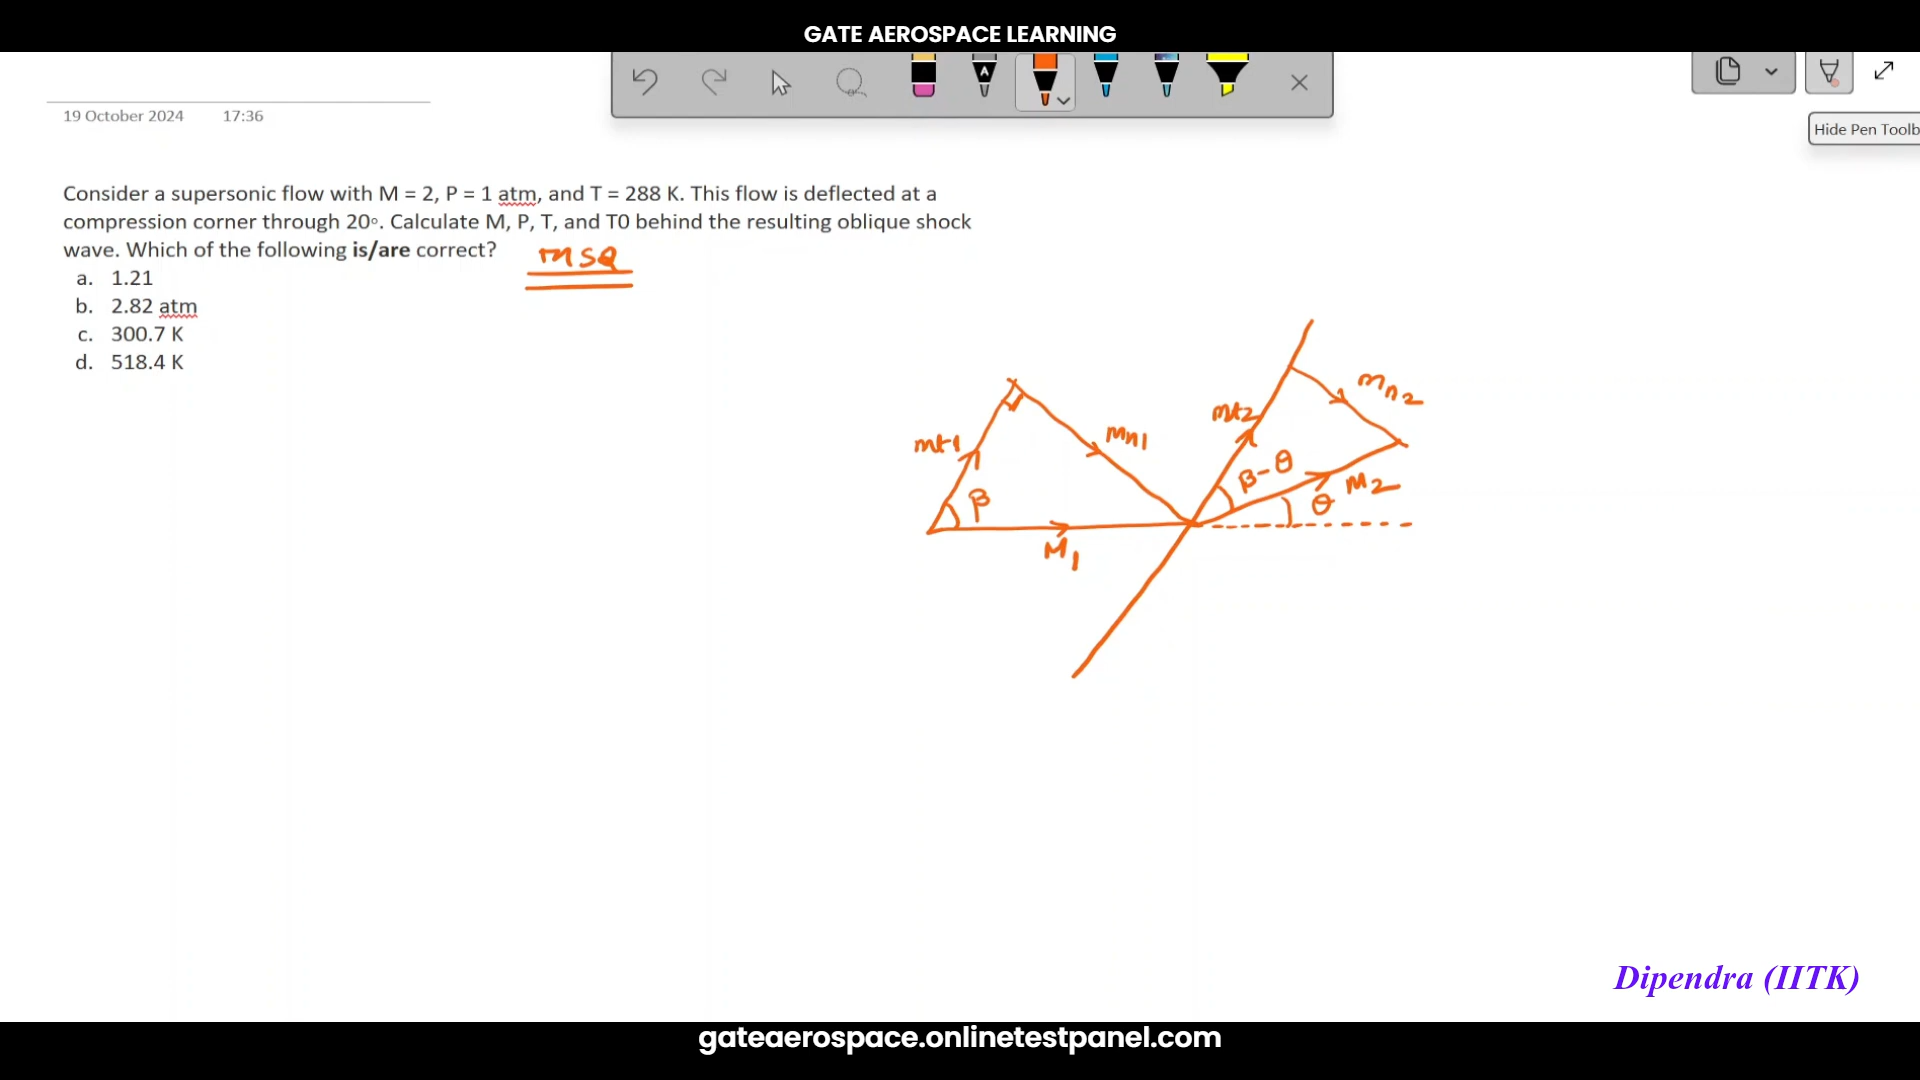 GATE AEROSPACE LEARNING
A
Hide Pen Toolb
19 October 2024 17:36
Consider a supersonic flow with M = 2, P = 1 atm, and T = 288 K. This flow is deflected at a
compression corner through 20◦. Calculate M, P, T, and T0 behind the resulting oblique shock
wave. Which of the following is/are correct?
MSQ
a. 1.21
b. 2.82 atm
c. 300.7 K
d. 518.4 K
Mn2
Mt2
Mt1
Mn1
β-θ
M2
β
θ
M1
Dipendra (IITK)
gateaerospace.onlinetestpanel.com